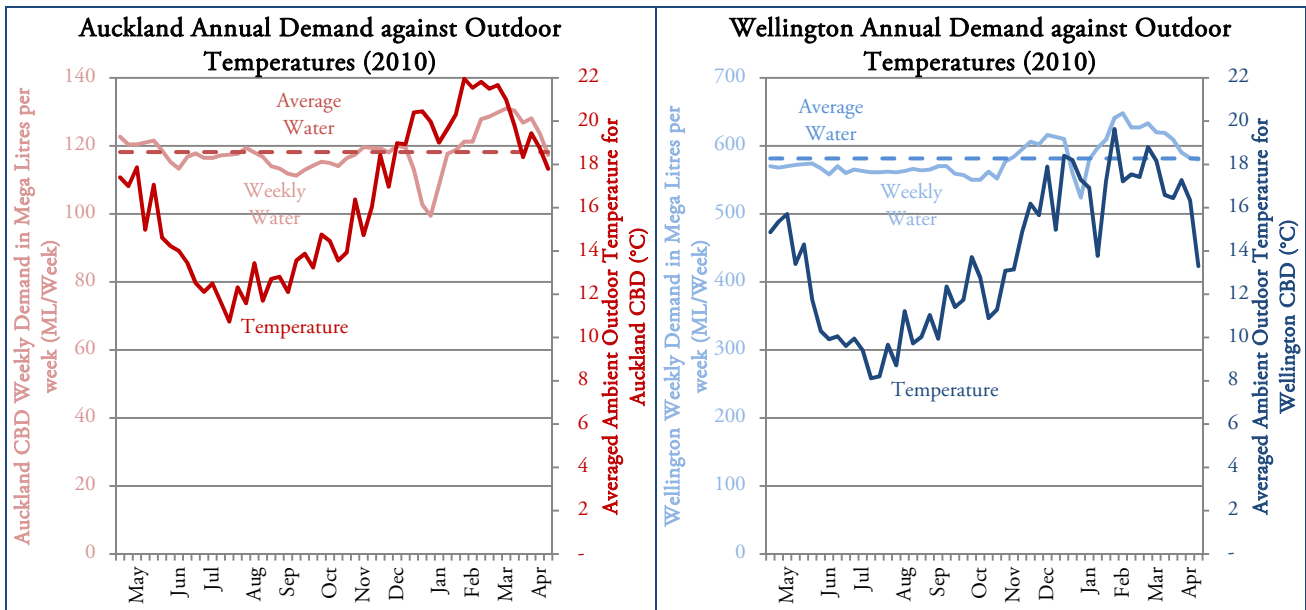 Auckland Annual Demand against Outdoor
Temperatures (2010)
Auckland CBD Weekly Demand in Mega Litres per
week (ML/Week)
140
120
100
80
60
40
20
0
Average
Water
Weekly
Water
Temperature
22
20
18
16
14
12
10
8
6
4
2
-
Averaged Ambient Outdoor Temperature for
Auckland CBD (°C)
May
Jun
Jul
Aug
Sep
Oct
Nov
Dec
Jan
Feb
Mar
Apr
Wellington Annual Demand against Outdoor
Temperatures (2010)
Wellington Weekly Demand in Mega Litres per
week (ML/Week)
700
600
500
400
300
200
100
0
Average
Water
Weekly
Water
Temperature
22
20
18
16
14
12
10
8
6
4
2
-
Averaged Ambient Outdoor Temperature for
Wellington CBD (°C)
May
Jun
Jul
Aug
Sep
Oct
Nov
Dec
Jan
Feb
Mar
Apr